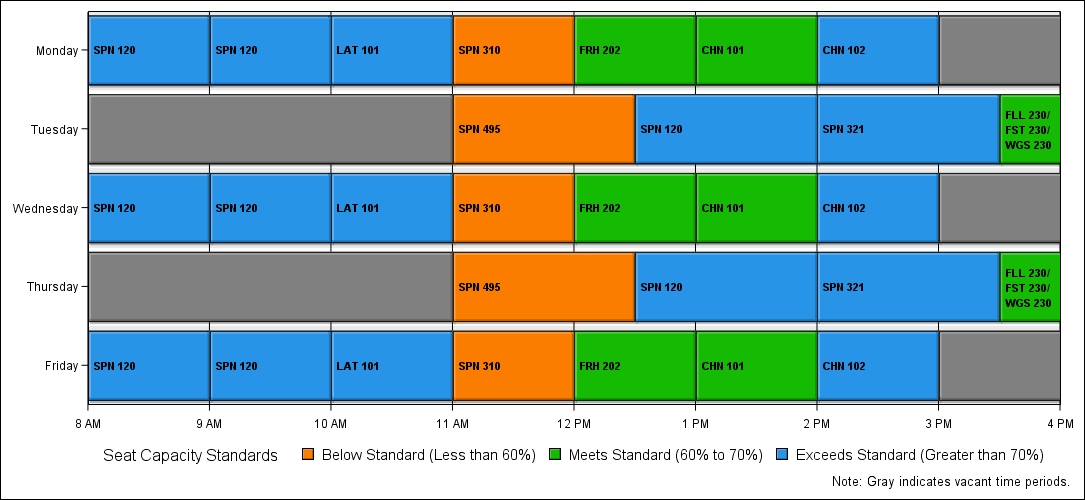 Monday SPN 120 SPN 120 LAT 101 SPN 310 FRH 202 CHN 101 CHN 102
Tuesday SPN 495 SPN 120 SPN 321 FLL 230/
FST 230/
WGS 230
Wednesday SPN 120 SPN 120 LAT 101 SPN 310 FRH 202 CHN 101 CHN 102
Thursday SPN 495 SPN 120 SPN 321 FLL 230/
FST 230/
WGS 230
Friday SPN 120 SPN 120 LAT 101 SPN 310 FRH 202 CHN 101 CHN 102
8 AM 9 AM 10 AM 11 AM 12 PM 1 PM 2 PM 3 PM 4 PM
Seat Capacity Standards Below Standard (Less than 60%) Meets Standard (60% to 70%) Exceeds Standard (Greater than 70%)
Note: Gray indicates vacant time periods.